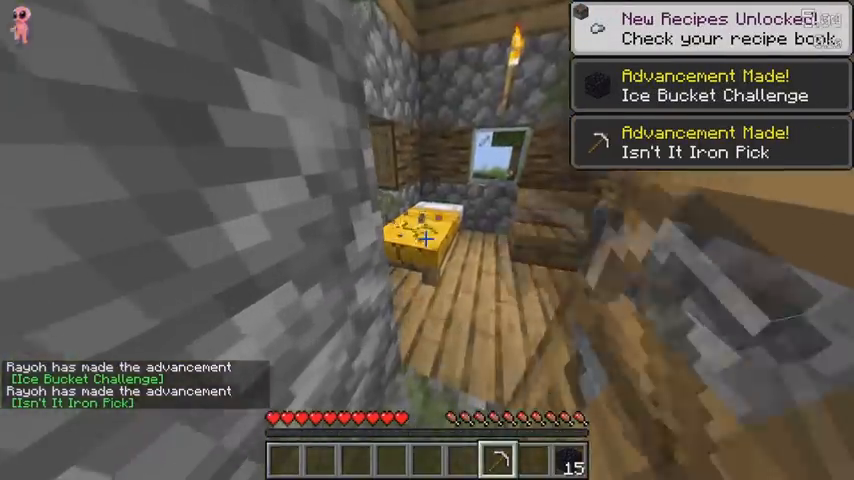 New Recipes Unlocked!
Check your recipe book
Advancement Made!
Ice Bucket Challenge
Advancement Made!
Isn't It Iron Pick
Rayoh has made the advancement
[Ice Bucket Challenge]
Rayoh has made the advancement
[Isn't It Iron Pick]
15